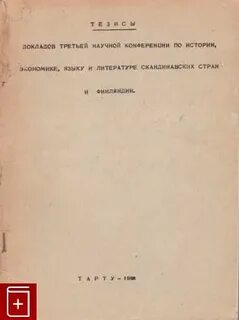 ТЕЗИСЫ
ДОКЛАДОВ ТРЕТЬЕЙ НАУЧНОЙ КОНФЕРЕНЦИИ ПО ИСТОРИИ,
ЭКОНОМИКЕ, ЯЗЫКУ И ЛИТЕРАТУРЕ СКАНДИНАВСКИХ СТРАН
И ФИНЛЯНДИИ.
ТАРТУ -